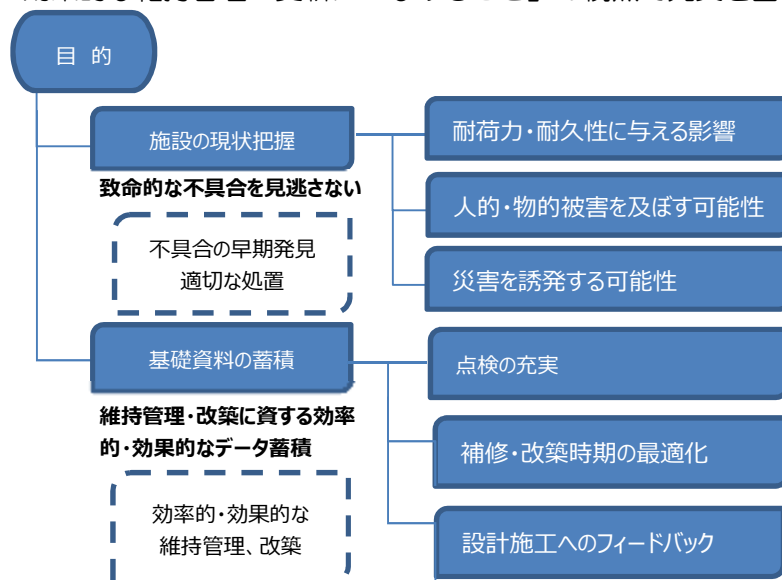 目 的
施設の現状把握
致命的な不具合を見逃さない
不具合の早期発見
適切な処置
耐荷力・耐久性に与える影響
人的・物的被害を及ぼす可能性
災害を誘発する可能性
基礎資料の蓄積
維持管理・改築に資する効率
的・効果的なデータ蓄積
効率的・効果的な
維持管理、改築
点検の充実
補修・改築時期の最適化
設計施工へのフィードバック